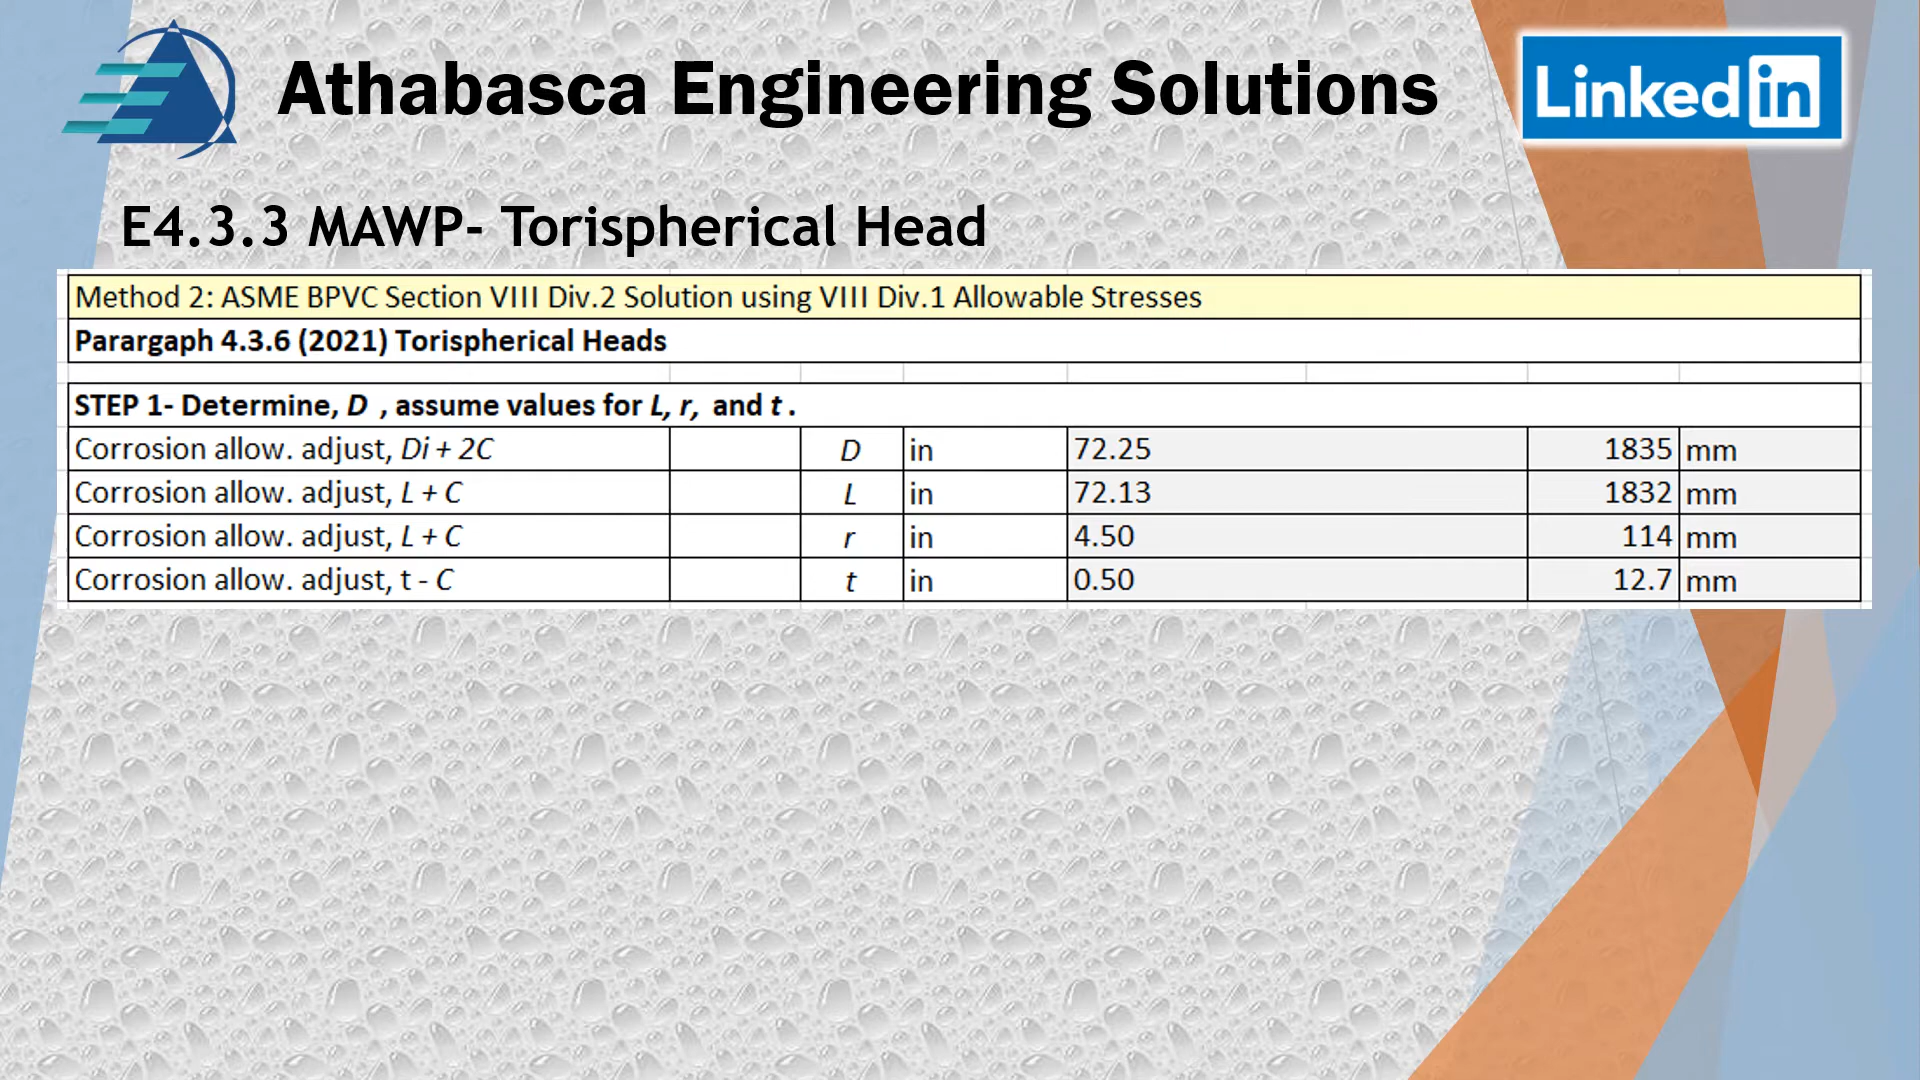 Athabasca Engineering Solutions
Linked in
E4.3.3 MAWP- Torispherical Head
Method 2: ASME BPVC Section VIII Div.2 Solution using VIII Div.1 Allowable Stresses
Parargaph 4.3.6 (2021) Torispherical Heads
STEP 1- Determine, D , assume values for L, r, and t .
Corrosion allow. adjust, Di + 2C D in 72.25 1835 mm
Corrosion allow. adjust, L + C L in 72.13 1832 mm
Corrosion allow. adjust, L + C r in 4.50 114 mm
Corrosion allow. adjust, t - C t in 0.50 12.7 mm